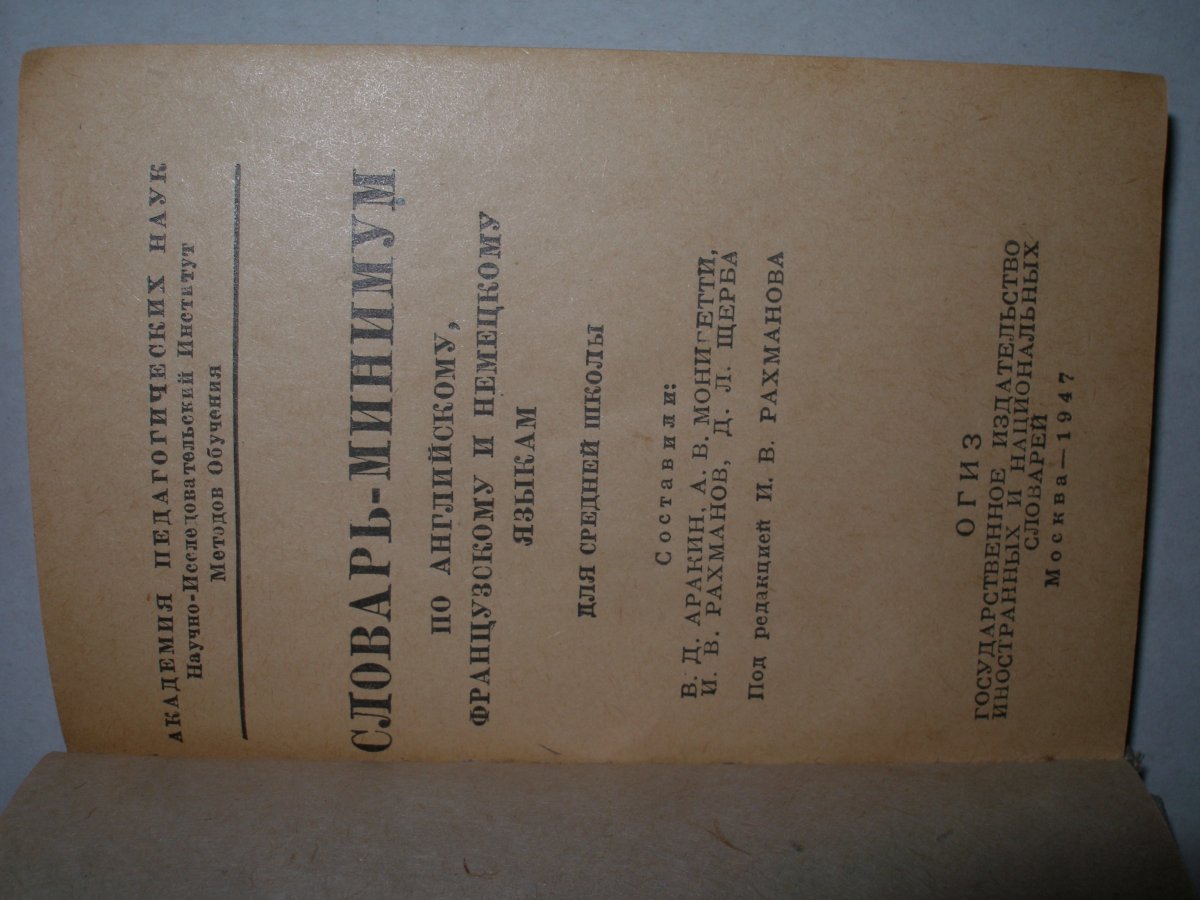 АКАДЕМИЯ ПЕДАГОГИЧЕСКИХ НАУК
Научно-Исследовательский Институт
Методов Обучения
СЛОВАРЬ-МИНИМУМ
ПО АНГЛИЙСКОМУ,
ФРАНЦУЗСКОМУ И НЕМЕЦКОМУ
ЯЗЫКАМ
ДЛЯ СРЕДНЕЙ ШКОЛЫ
Составили:
В. Д. АРАКИН, А. В. МОНИГЕТТИ,
И. В. РАХМАНОВ, Д. Л. ЩЕРБА
Под редакцией И. В. РАХМАНОВА
ОГИЗ
ГОСУДАРСТВЕННОЕ ИЗДАТЕЛЬСТВО
ИНОСТРАННЫХ И НАЦИОНАЛЬНЫХ
СЛОВАРЕЙ
Москва—1947